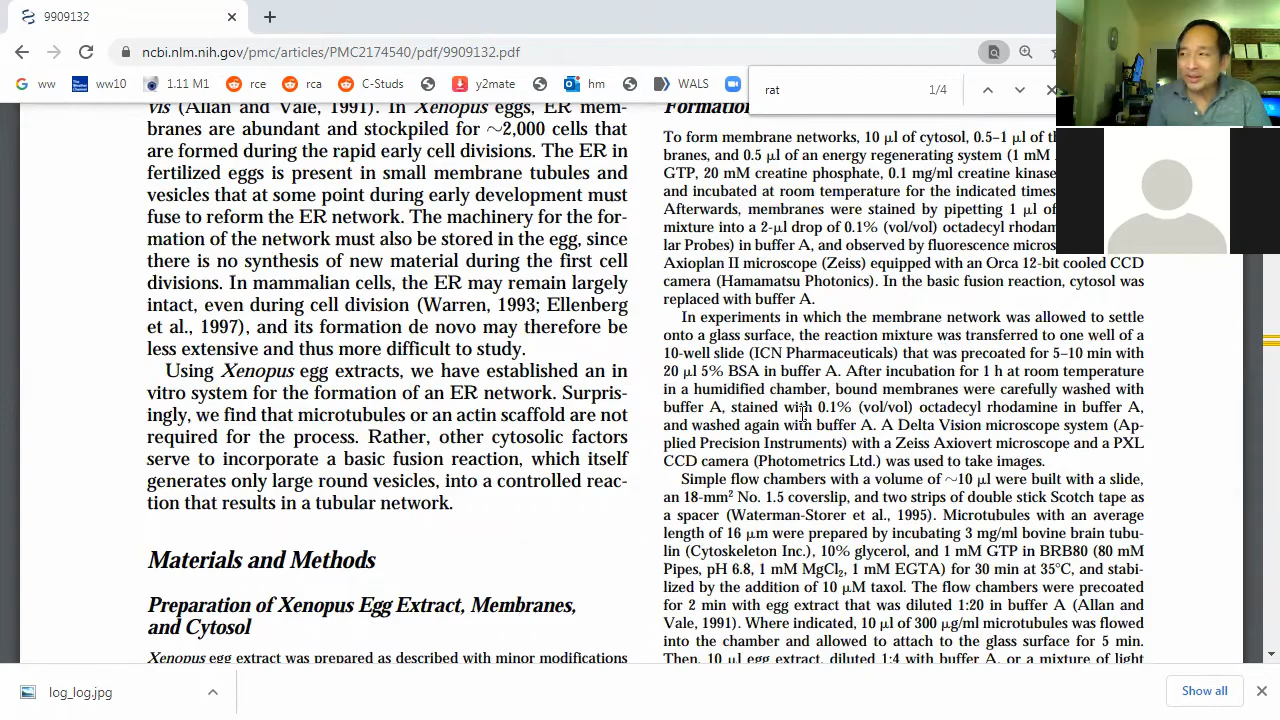 9909132
ncbi.nlm.nih.gov/pmc/articles/PMC2174540/pdf/9909132.pdf
ww
ww10
1.11 M1
rce
rca
C-Studs
y2mate
hm
WALS
rat
1/4
vis (Allan and Vale, 1991). In Xenopus eggs, ER mem-
branes are abundant and stockpiled for ∼2,000 cells that
are formed during the rapid early cell divisions. The ER in
fertilized eggs is present in small membrane tubules and
vesicles that at some point during early development must
fuse to reform the ER network. The machinery for the for-
mation of the network must also be stored in the egg, since
there is no synthesis of new material during the first cell
divisions. In mammalian cells, the ER may remain largely
intact, even during cell division (Warren, 1993; Ellenberg
et al., 1997), and its formation de novo may therefore be
less extensive and thus more difficult to study.
Using Xenopus egg extracts, we have established an in
vitro system for the formation of an ER network. Surpris-
ingly, we find that microtubules or an actin scaffold are not
required for the process. Rather, other cytosolic factors
serve to incorporate a basic fusion reaction, which itself
generates only large round vesicles, into a controlled reac-
tion that results in a tubular network.
Materials and Methods
Preparation of Xenopus Egg Extract, Membranes,
and Cytosol
Xenopus egg extract was prepared as described with minor modifications
Formation
To form membrane networks, 10 μl of cytosol, 0.5–1 μl of
branes, and 0.5 μl of an energy regenerating system (1 mM
GTP, 20 mM creatine phosphate, 0.1 mg/ml creatine kinase
and incubated at room temperature for the indicated times
Afterwards, membranes were stained by pipetting 1 μl of
mixture into a 2-μl drop of 0.1% (vol/vol) octadecyl rhodam
lar Probes) in buffer A, and observed by fluorescence micros
Axioplan II microscope (Zeiss) equipped with an Orca 12-bit cooled CCD
camera (Hamamatsu Photonics). In the basic fusion reaction, cytosol was
replaced with buffer A.
In experiments in which the membrane network was allowed to settle
onto a glass surface, the reaction mixture was transferred to one well of a
10-well slide (ICN Pharmaceuticals) that was precoated for 5–10 min with
20 μl 5% BSA in buffer A. After incubation for 1 h at room temperature
in a humidified chamber, bound membranes were carefully washed with
buffer A, stained with 0.1% (vol/vol) octadecyl rhodamine in buffer A,
and washed again with buffer A. A Delta Vision microscope system (Ap-
plied Precision Instruments) with a Zeiss Axiovert microscope and a PXL
CCD camera (Photometrics Ltd.) was used to take images.
Simple flow chambers with a volume of ∼10 μl were built with a slide,
an 18-mm² No. 1.5 coverslip, and two strips of double stick Scotch tape as
a spacer (Waterman-Storer et al., 1995). Microtubules with an average
length of 16 μm were prepared by incubating 3 mg/ml bovine brain tubu-
lin (Cytoskeleton Inc.), 10% glycerol, and 1 mM GTP in BRB80 (80 mM
Pipes, pH 6.8, 1 mM MgCl₂, 1 mM EGTA) for 30 min at 35°C, and stabi-
lized by the addition of 10 μM taxol. The flow chambers were precoated
for 2 min with egg extract that was diluted 1:20 in buffer A (Allan and
Vale, 1991). Where indicated, 10 μl of 300 μg/ml microtubules was flowed
into the chamber and allowed to attach to the glass surface for 5 min.
Then, 10 μl egg extract, diluted 1:4 with buffer A, or a mixture of light
log_log.jpg
Show all